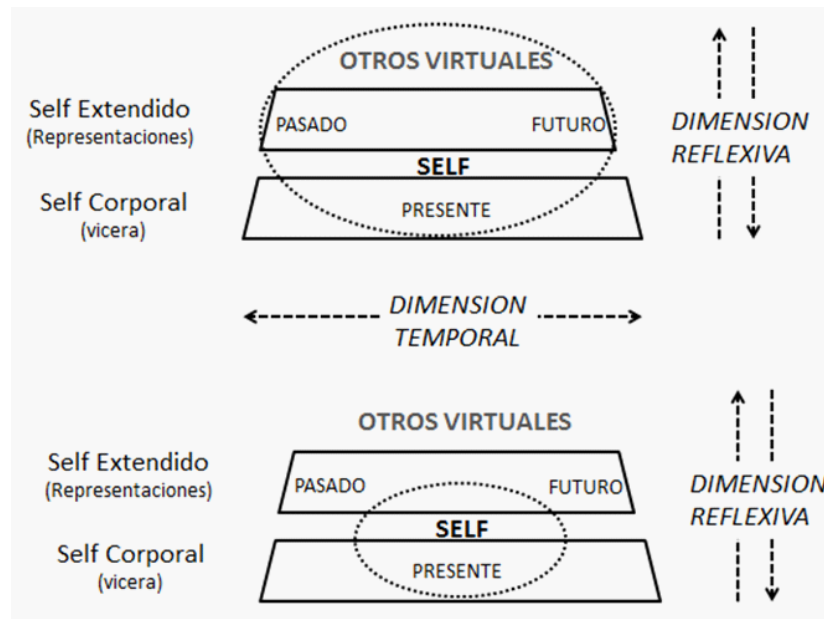 OTROS VIRTUALES
Self Extendido
(Representaciones)
PASADO
FUTURO
DIMENSION
REFLEXIVA
SELF
Self Corporal
(vicera)
PRESENTE
DIMENSION
TEMPORAL
OTROS VIRTUALES
Self Extendido
(Representaciones)
PASADO
FUTURO
DIMENSION
REFLEXIVA
SELF
Self Corporal
(vicera)
PRESENTE